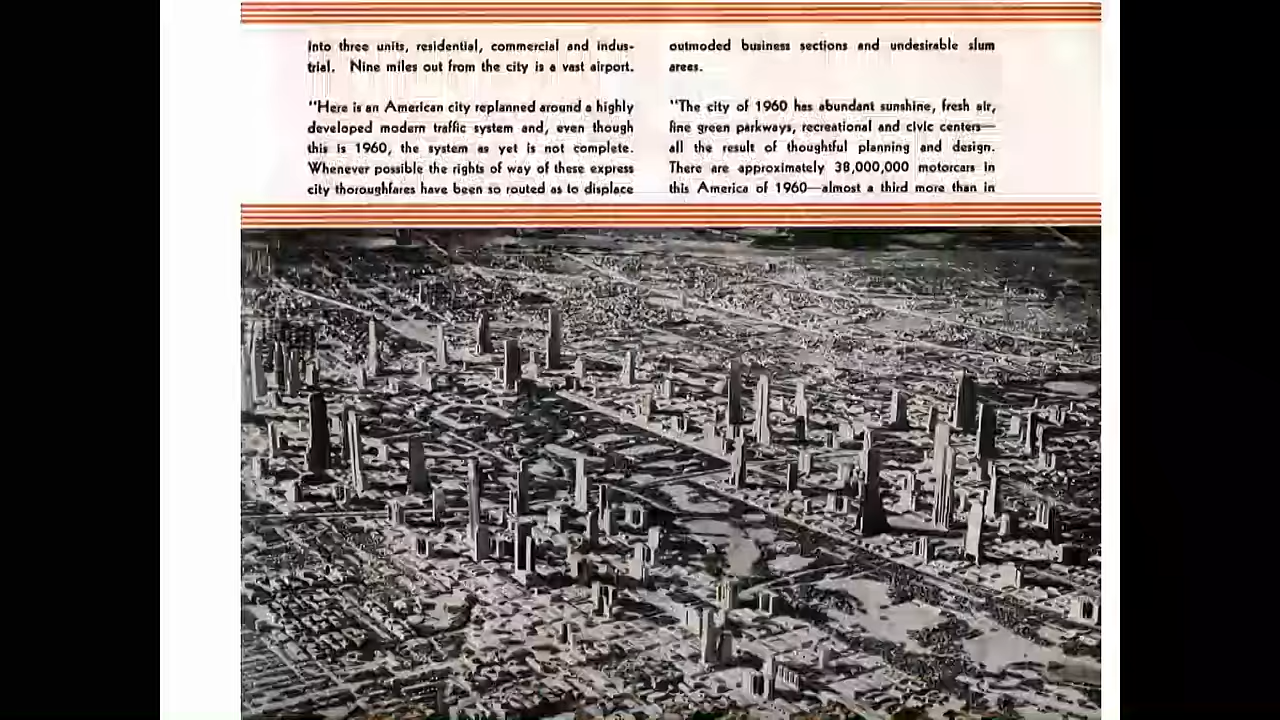 into three units, residential, commercial and indus-
trial. Nine miles out from the city is a vast airport.
"Here is an American city replanned around a highly
developed modern traffic system and, even though
this is 1960, the system as yet is not complete.
Whenever possible the rights of way of these express
city thoroughfares have been so routed as to displace
outmoded business sections and undesirable slum
areas.
"The city of 1960 has abundant sunshine, fresh air,
fine green parkways, recreational and civic centers—
all the result of thoughtful planning and design.
There are approximately 38,000,000 motorcars in
this America of 1960—almost a third more than in